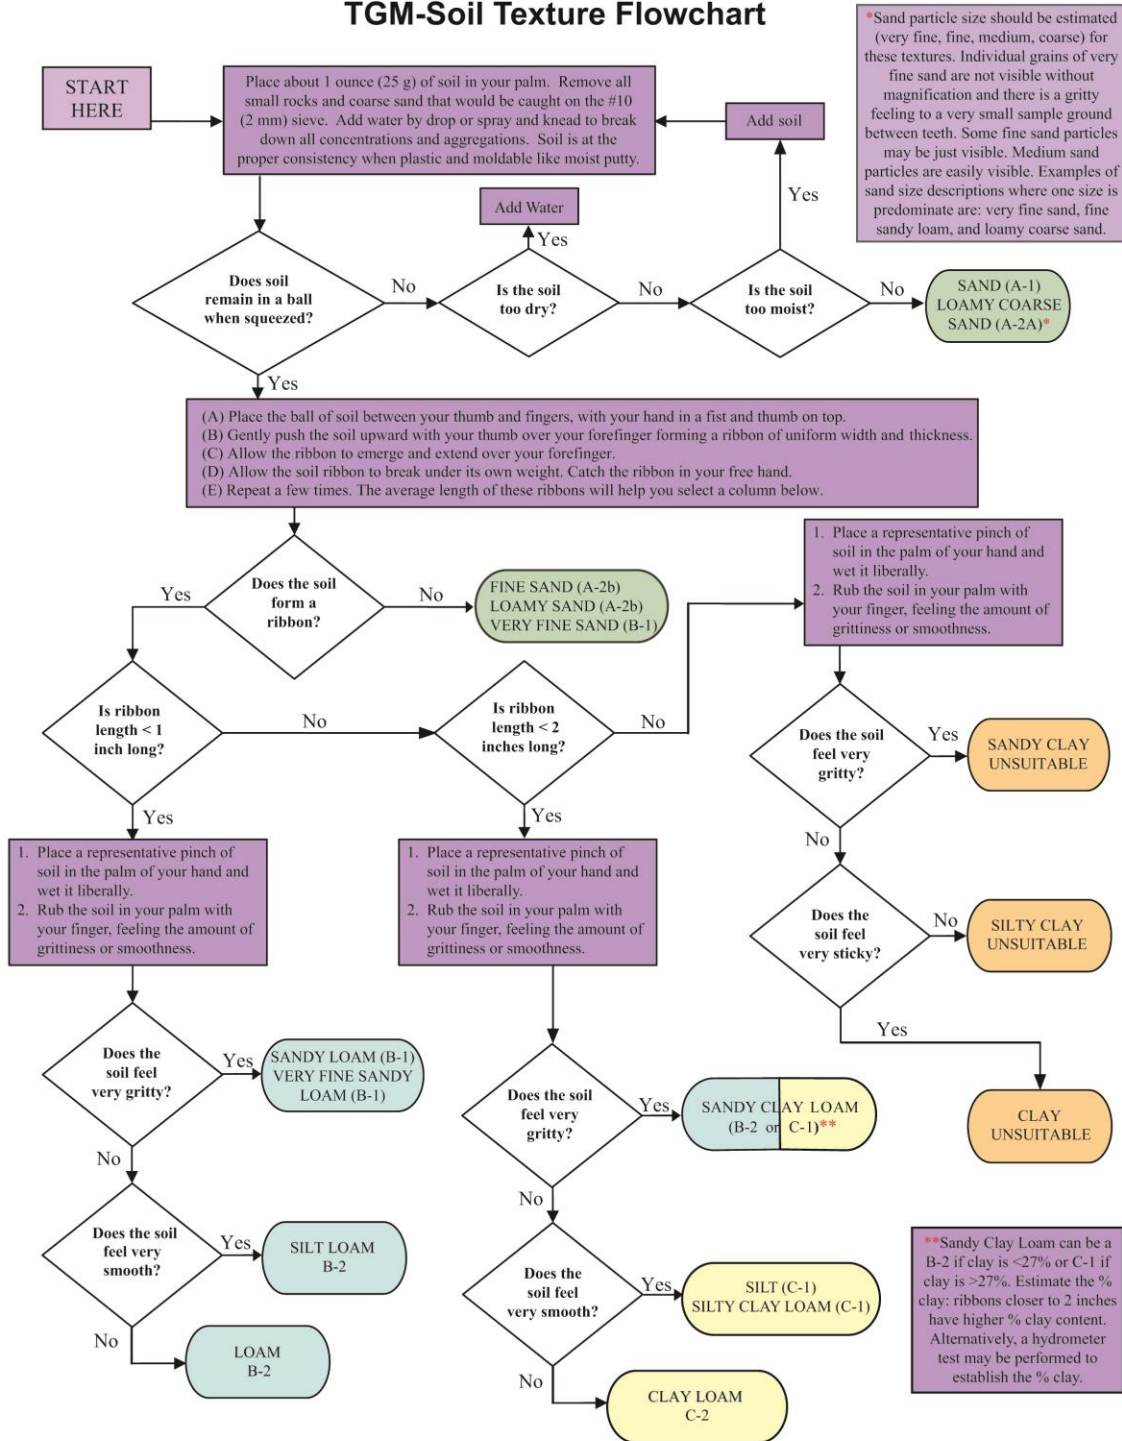 TGM-Soil Texture Flowchart
*Sand particle size should be estimated
(very fine, fine, medium, coarse) for
these textures. Individual grains of very
fine sand are not visible without
magnification and there is a gritty
feeling to a very small sample ground
between teeth. Some fine sand particles
may be just visible. Medium sand
particles are easily visible. Examples of
sand size descriptions where one size is
predominate are: very fine sand, fine
sandy loam, and loamy coarse sand.
START
HERE
Place about 1 ounce (25 g) of soil in your palm. Remove all
small rocks and coarse sand that would be caught on the #10
(2 mm) sieve. Add water by drop or spray and knead to break
down all concentrations and aggregations. Soil is at the
proper consistency when plastic and moldable like moist putty.
Add soil
Yes
Add Water
Yes
Does soil
remain in a ball
when squeezed?
No
Is the soil
too dry?
No
Is the soil
too moist?
No
SAND (A-1)
LOAMY COARSE
SAND (A-2A)*
Yes
(A) Place the ball of soil between your thumb and fingers, with your hand in a fist and thumb on top.
(B) Gently push the soil upward with your thumb over your forefinger forming a ribbon of uniform width and thickness.
(C) Allow the ribbon to emerge and extend over your forefinger.
(D) Allow the soil ribbon to break under its own weight. Catch the ribbon in your free hand.
(E) Repeat a few times. The average length of these ribbons will help you select a column below.
Does the soil
form a
ribbon?
Yes
No
FINE SAND (A-2b)
LOAMY SAND (A-2b)
VERY FINE SAND (B-1)
1. Place a representative pinch of
soil in the palm of your hand and
wet it liberally.
2. Rub the soil in your palm with
your finger, feeling the amount of
grittiness or smoothness.
Is ribbon
length < 1
inch long?
No
Is ribbon
length < 2
inches long?
No
Does the soil
feel very
gritty?
Yes
SANDY CLAY
UNSUITABLE
Yes
Yes
No
1. Place a representative pinch of
soil in the palm of your hand and
wet it liberally.
2. Rub the soil in your palm with
your finger, feeling the amount of
grittiness or smoothness.
1. Place a representative pinch of
soil in the palm of your hand and
wet it liberally.
2. Rub the soil in your palm with
your finger, feeling the amount of
grittiness or smoothness.
Does the
soil feel
very sticky?
No
SILTY CLAY
UNSUITABLE
Yes
CLAY
UNSUITABLE
Does the
soil feel
very gritty?
Yes
SANDY LOAM (B-1)
VERY FINE SANDY
LOAM (B-1)
Does the soil
feel very
gritty?
Yes
SANDY CLAY LOAM
(B-2 or C-1)**
No
No
Does the soil
feel very
smooth?
Yes
SILT LOAM
B-2
Does the
soil feel
very smooth?
Yes
SILT (C-1)
SILTY CLAY LOAM (C-1)
No
LOAM
B-2
No
CLAY LOAM
C-2
**Sandy Clay Loam can be a
B-2 if clay is <27% or C-1 if
clay is >27%. Estimate the %
clay: ribbons closer to 2 inches
have higher % clay content.
Alternatively, a hydrometer
test may be performed to
establish the % clay.